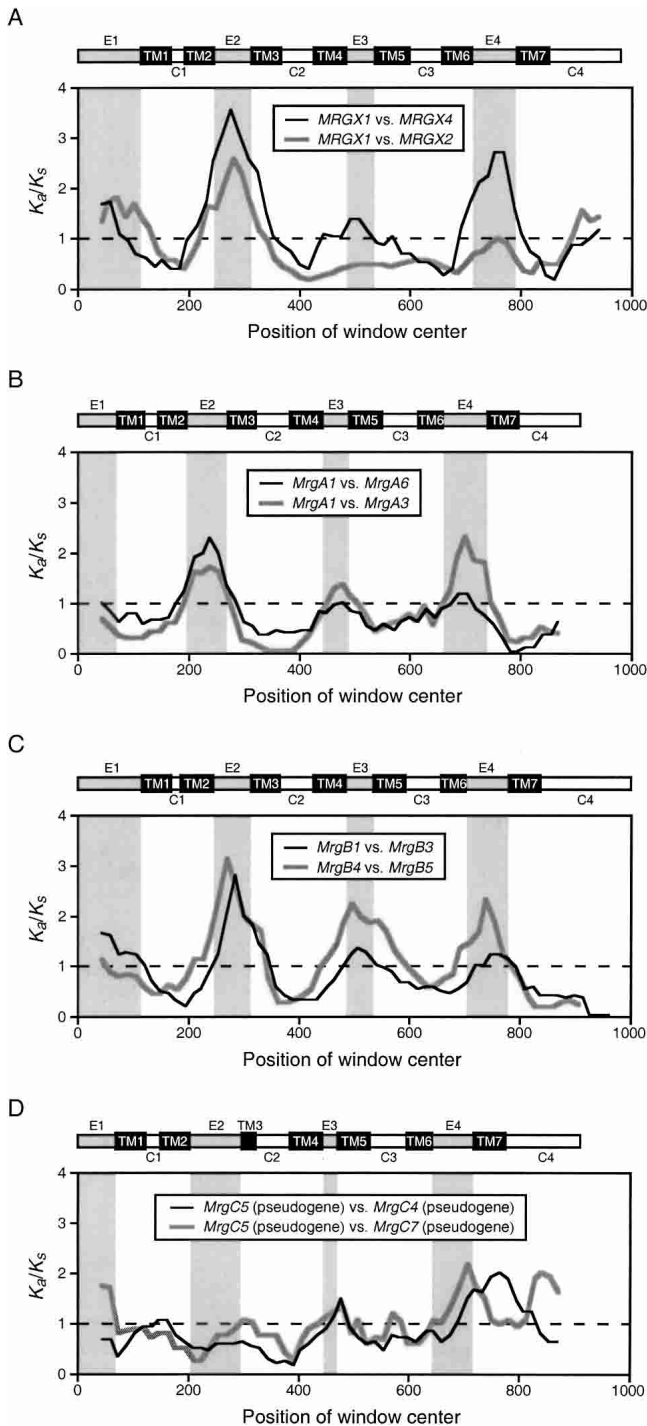 A
E1 E2 E3 E4
TM1 TM2 TM3 TM4 TM5 TM6 TM7
C1 C2 C3 C4
4
3
2
1
0
Ka/Ks
MRGX1 vs. MRGX4
MRGX1 vs. MRGX2
0 200 400 600 800 1000
Position of window center
B
E1 E2 E3 E4
TM1 TM2 TM3 TM4 TM5 TM6 TM7
C1 C2 C3 C4
4
3
2
1
0
Ka/Ks
MrgA1 vs. MrgA6
MrgA1 vs. MrgA3
0 200 400 600 800 1000
Position of window center
C
E1 E2 E3 E4
TM1 TM2 TM3 TM4 TM5 TM6 TM7
C1 C2 C3 C4
4
3
2
1
0
Ka/Ks
MrgB1 vs. MrgB3
MrgB4 vs. MrgB5
0 200 400 600 800 1000
Position of window center
D
E1 E2 TM3 E3 E4
TM1 TM2 TM4 TM5 TM6 TM7
C1 C2 C3 C4
4
3
2
1
0
Ka/Ks
MrgC5 (pseudogene) vs. MrgC4 (pseudogene)
MrgC5 (pseudogene) vs. MrgC7 (pseudogene)
0 200 400 600 800 1000
Position of window center